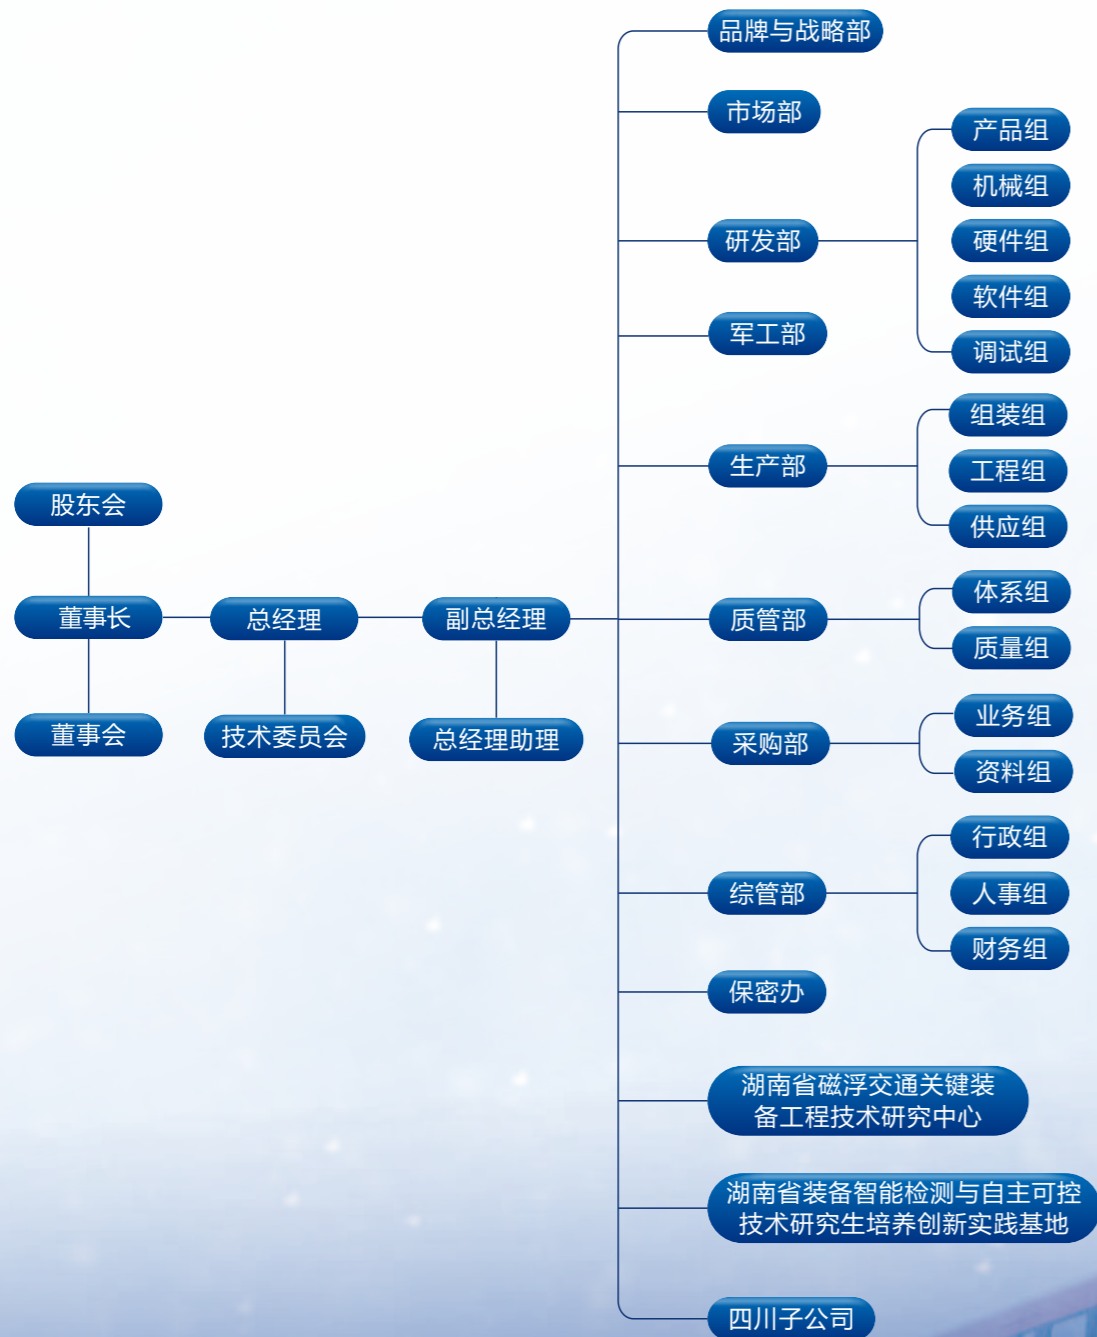 股东会
董事长
董事会
总经理
技术委员会
副总经理
总经理助理
品牌与战略部
市场部
研发部
产品组
机械组
硬件组
软件组
调试组
军工部
生产部
组装组
工程组
供应组
质管部
体系组
质量组
采购部
业务组
资料组
综管部
行政组
人事组
财务组
保密办
湖南省磁浮交通关键装
备工程技术研究中心
湖南省装备智能检测与自主可控
技术研究生培养创新实践基地
四川子公司